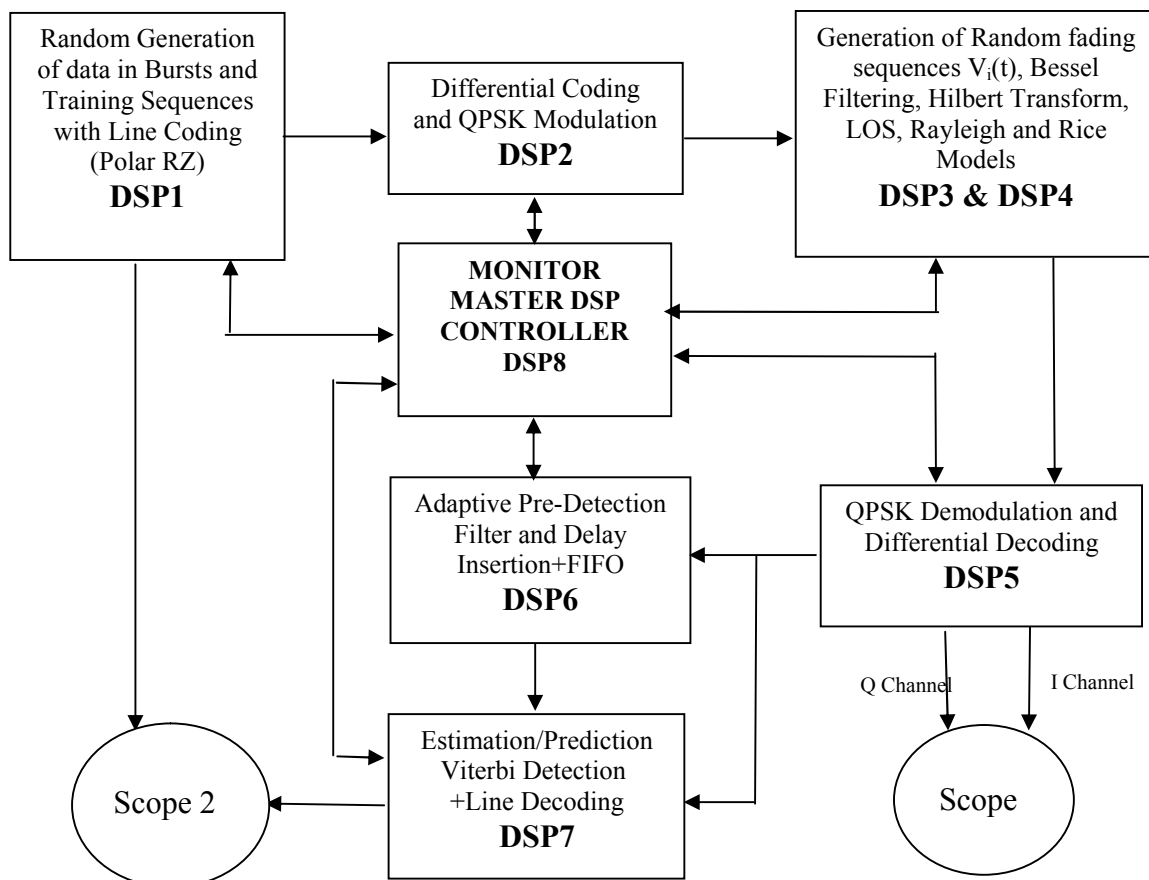 Random Generation
of data in Bursts and
Training Sequences
with Line Coding
(Polar RZ)
DSP1
Differential Coding
and QPSK Modulation
DSP2
Generation of Random fading
sequences Vi(t), Bessel
Filtering, Hilbert Transform,
LOS, Rayleigh and Rice
Models
DSP3 & DSP4
MONITOR
MASTER DSP
CONTROLLER
DSP8
Adaptive Pre-Detection
Filter and Delay
Insertion+FIFO
DSP6
QPSK Demodulation and
Differential Decoding
DSP5
Q Channel
I Channel
Estimation/Prediction
Viterbi Detection
+Line Decoding
DSP7
Scope 2
Scope